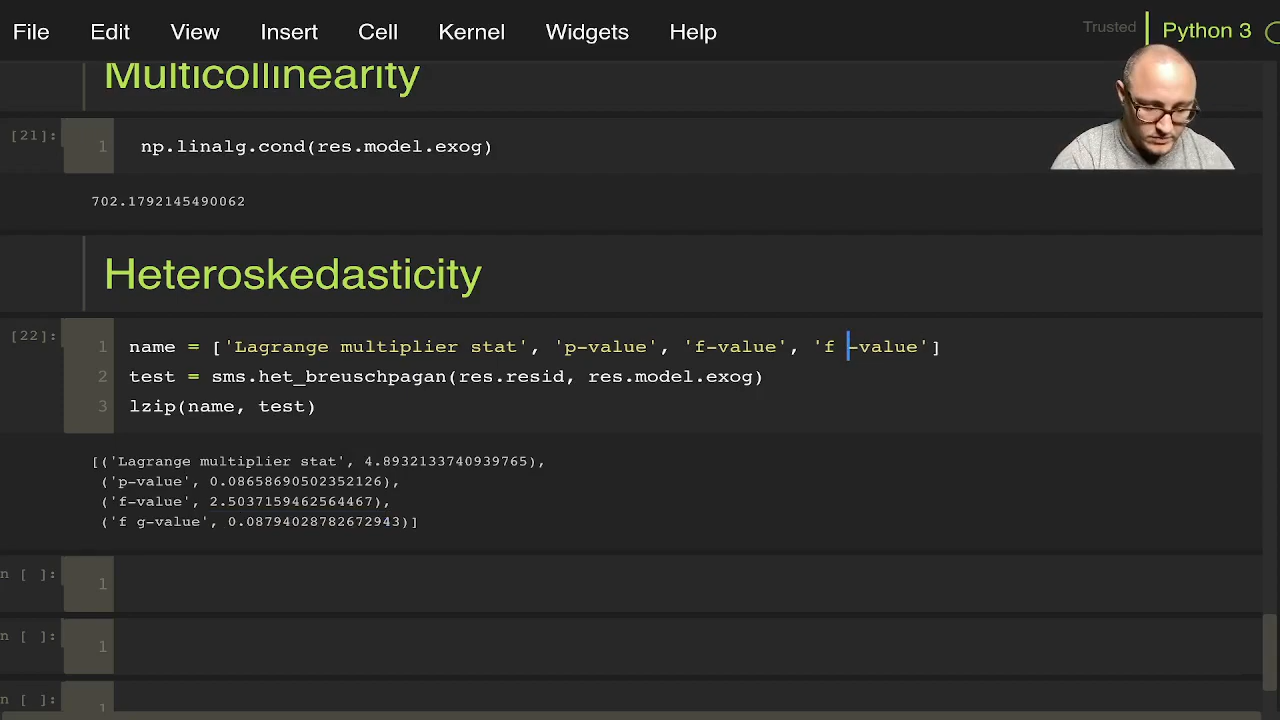 File Edit View Insert Cell Kernel Widgets Help Trusted Python 3
Multicollinearity
[21]:
1 np.linalg.cond(res.model.exog)
702.1792145490062
Heteroskedasticity
[22]:
1 name = ['Lagrange multiplier stat', 'p-value', 'f-value', 'f -value']
2 test = sms.het_breuschpagan(res.resid, res.model.exog)
3 lzip(name, test)
[('Lagrange multiplier stat', 4.8932133740939765),
('p-value', 0.08658690502352126),
('f-value', 2.5037159462564467),
('f g-value', 0.08794028782672943)]
n [ ]:
1
n [ ]:
1
n [ ]:
1